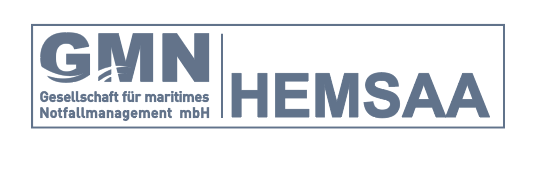 GMN
Gesellschaft für maritimes
Notfallmanagement mbH
HEMSAA